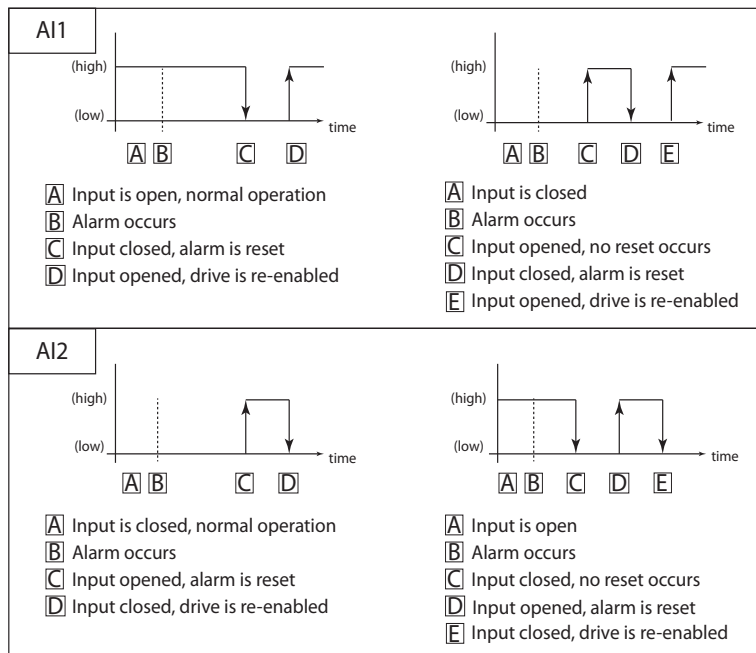 AI1
(high)
(low)
time
A B C D
A Input is open, normal operation
B Alarm occurs
C Input closed, alarm is reset
D Input opened, drive is re-enabled
(high)
(low)
time
A B C D E
A Input is closed
B Alarm occurs
C Input opened, no reset occurs
D Input closed, alarm is reset
E Input opened, drive is re-enabled
AI2
(high)
(low)
time
A B C D
A Input is closed, normal operation
B Alarm occurs
C Input opened, alarm is reset
D Input closed, drive is re-enabled
(high)
(low)
time
A B C D E
A Input is open
B Alarm occurs
C Input closed, no reset occurs
D Input opened, alarm is reset
E Input closed, drive is re-enabled